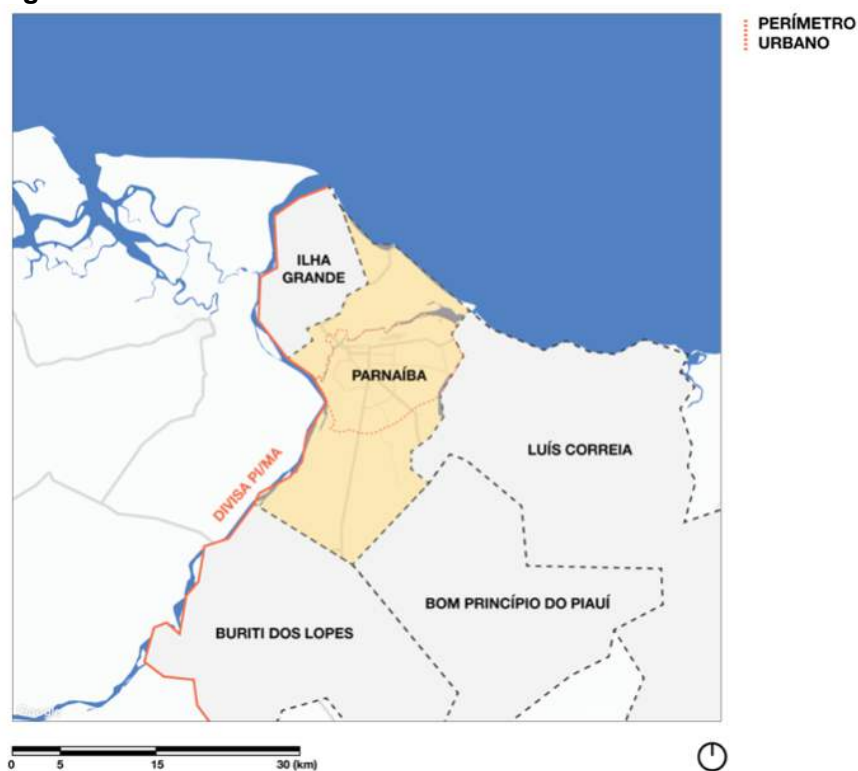 PERÍMETRO
URBANO
ILHA
GRANDE
PARNAÍBA
LUÍS CORREIA
DIVISA PI/MA
BOM PRINCÍPIO DO PIAUÍ
BURITI DOS LOPES
Google
0 5 15 30 (km)